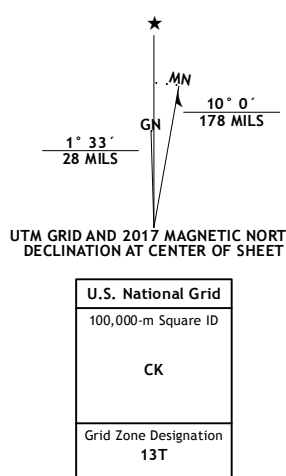 ★
MN
GN
10° 0´
178 MILS
1° 33´
28 MILS
UTM GRID AND 2017 MAGNETIC NORT
DECLINATION AT CENTER OF SHEET
U.S. National Grid
100,000-m Square ID
CK
Grid Zone Designation
13T